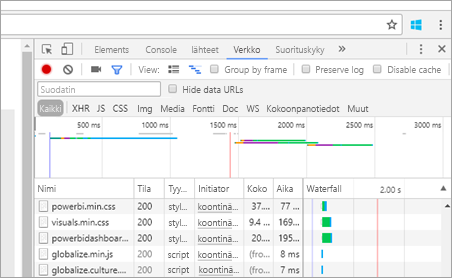 Elements Console lähteet Verkko Suorituskyky »
View: Group by frame Preserve log Disable cache
Suodatin Hide data URLs
Kaikki XHR JS CSS Img Media Fontti Doc WS Kokoonpanotiedot Muut
500 ms 1000 ms 1500 ms 2000 ms 2500 ms 3000 ms
Nimi Tila Tyy... Initiator Koko Aika Waterfall 2.00 s
powerbi.min.css 200 styl... koontinä... 37.... 77 ...
visuals.min.css 200 styl... koontinä... 9.4 ... 169...
powerbidashboar... 200 styl... koontinä... 20.... 195...
globalize.min.js 200 script koontinä... (fro... 8 ms
globalize.culture.... 200 script koontinä... (fro... 7 ms